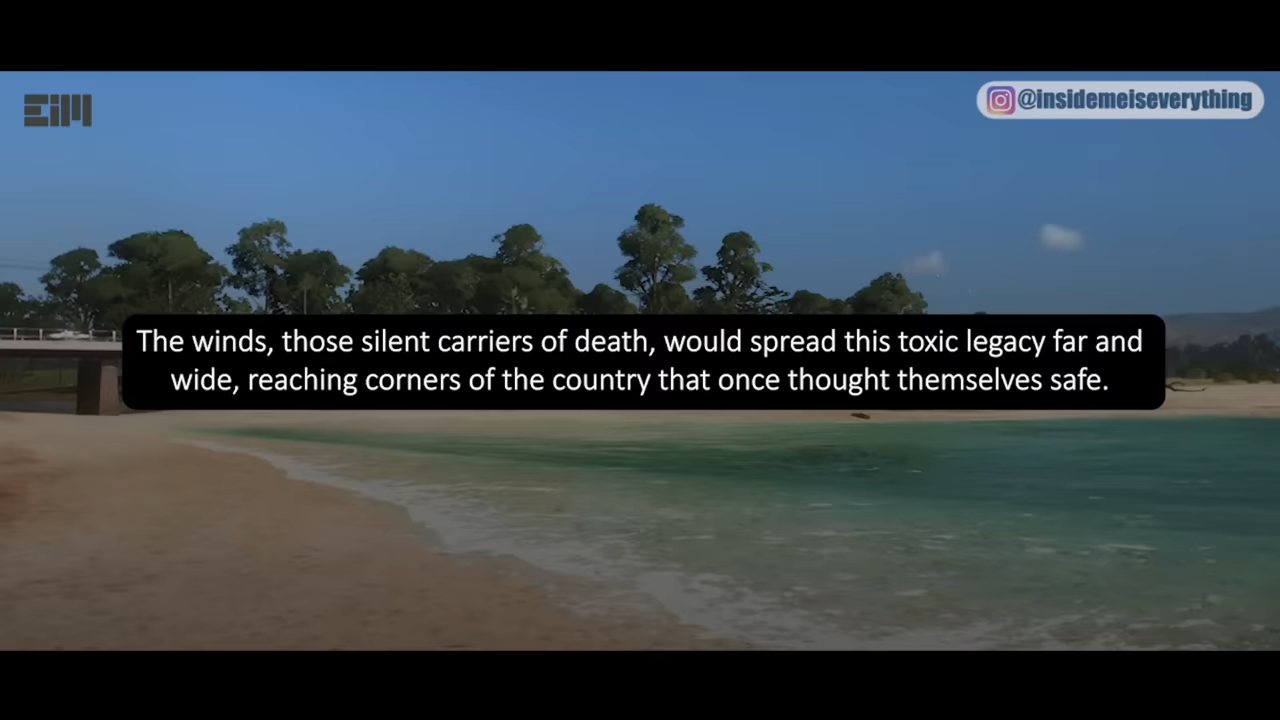 EiM
@insidemeiseverything
The winds, those silent carriers of death, would spread this toxic legacy far and
wide, reaching corners of the country that once thought themselves safe.